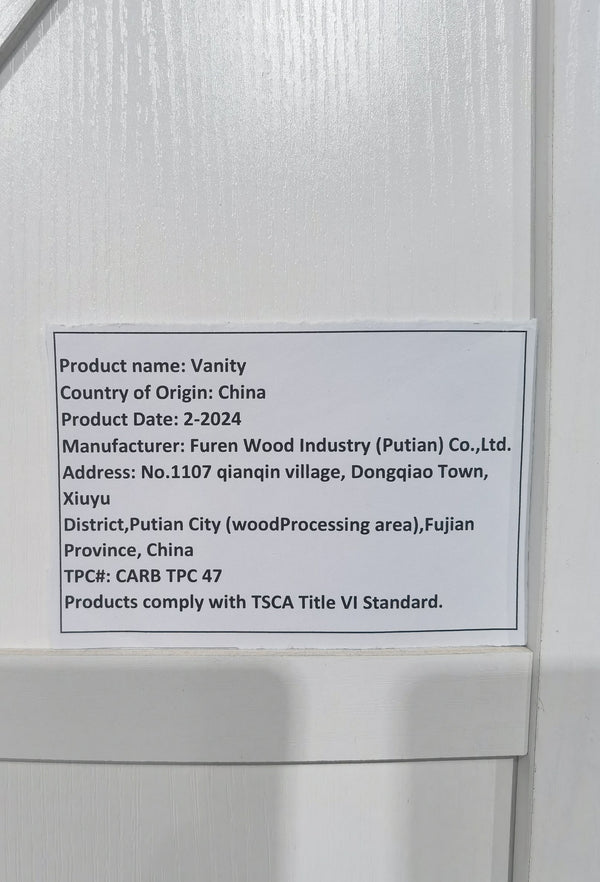 Product name: Vanity
Country of Origin: China
Product Date: 2-2024
Manufacturer: Furen Wood Industry (Putian) Co.,Ltd.
Address: No.1107 qianqin village, Dongqiao Town,
Xiuyu
District,Putian City (woodProcessing area),Fujian
Province, China
TPC#: CARB TPC 47
Products comply with TSCA Title VI Standard.